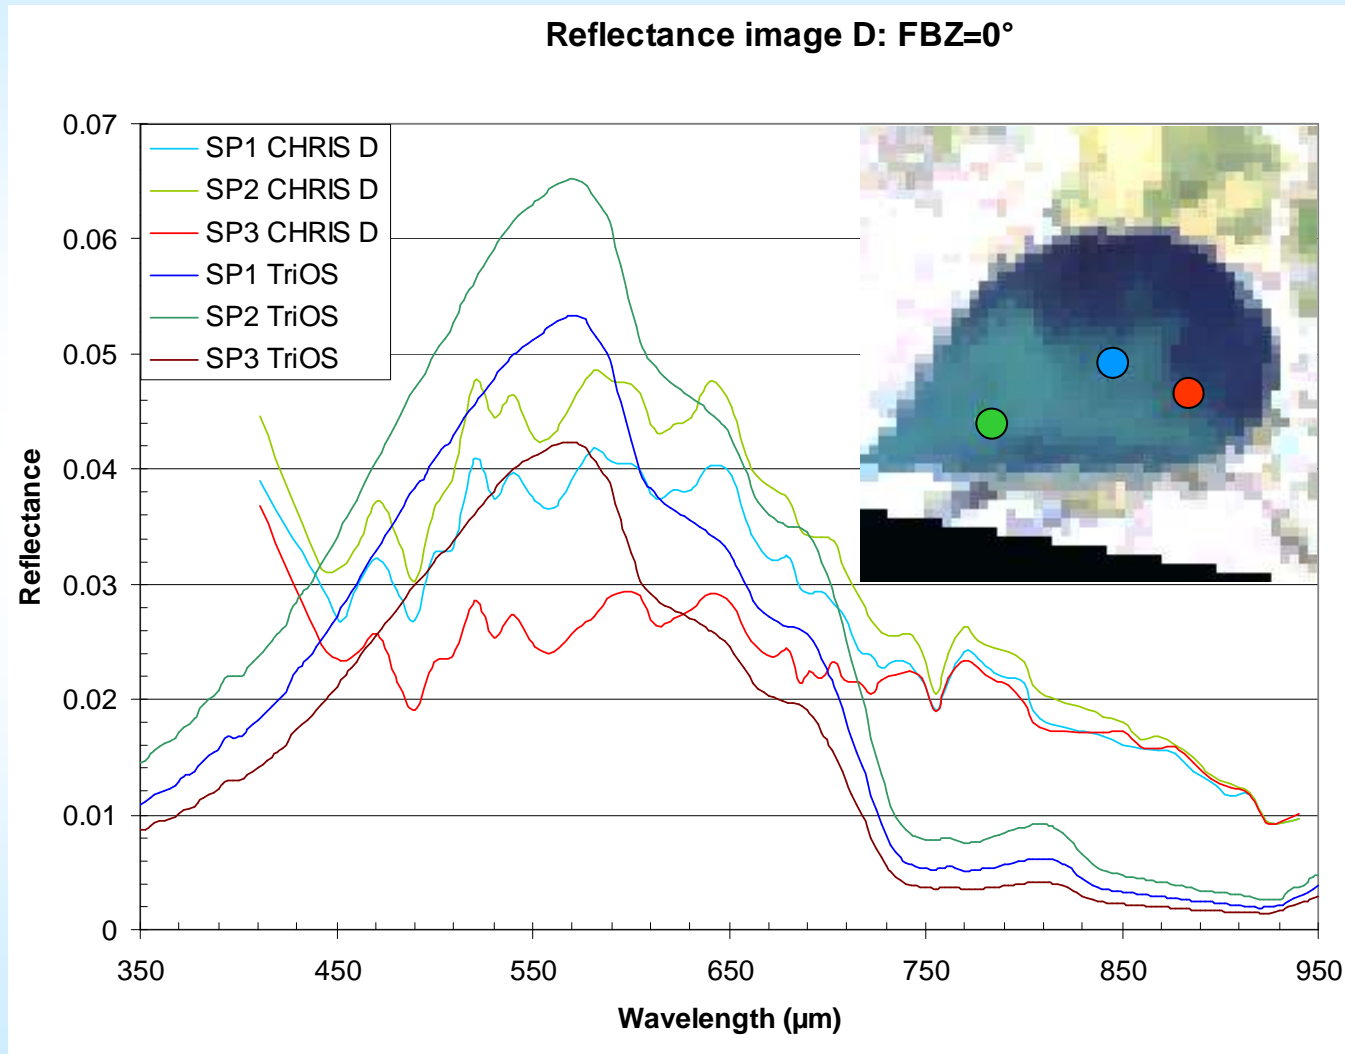 Reflectance image D: FBZ=0°
0.07
0.06
0.05
0.04
0.03
0.02
0.01
0
Reflectance
SP1 CHRIS D
SP2 CHRIS D
SP3 CHRIS D
SP1 TriOS
SP2 TriOS
SP3 TriOS
350 450 550 650 750 850 950
Wavelength (µm)